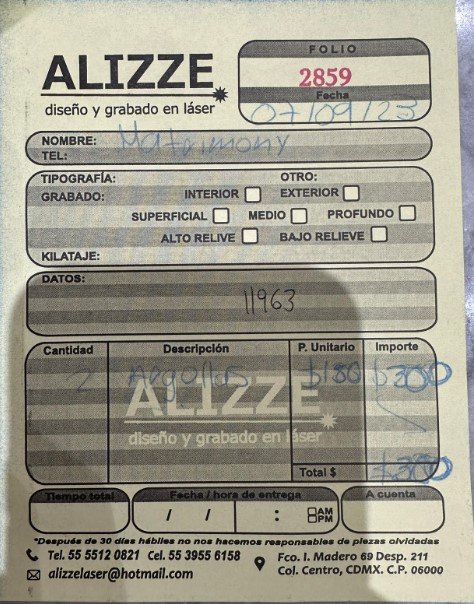 ALIZZE
diseño y grabado en láser
FOLIO
2859
Fecha
07/09/23
NOMBRE: Matrimony
TEL:
TIPOGRAFÍA: OTRO:
GRABADO: INTERIOR EXTERIOR
SUPERFICIAL MEDIO PROFUNDO
ALTO RELIVE BAJO RELIEVE
KILATAJE:
DATOS:
11963
Cantidad Descripción P. Unitario Importe
2 Argollas $300
ALIZZE
diseño y grabado en láser
Total $ $300
Tiempo total Fecha / hora de entrega A cuenta
/ / : AM
PM
*Después de 30 días hábiles no nos hacemos responsables de piezas olvidadas
Tel. 55 5512 0821 Cel. 55 3955 6158
alizzelaser@hotmail.com
Fco. I. Madero 69 Desp. 211
Col. Centro, CDMX. C.P. 06000